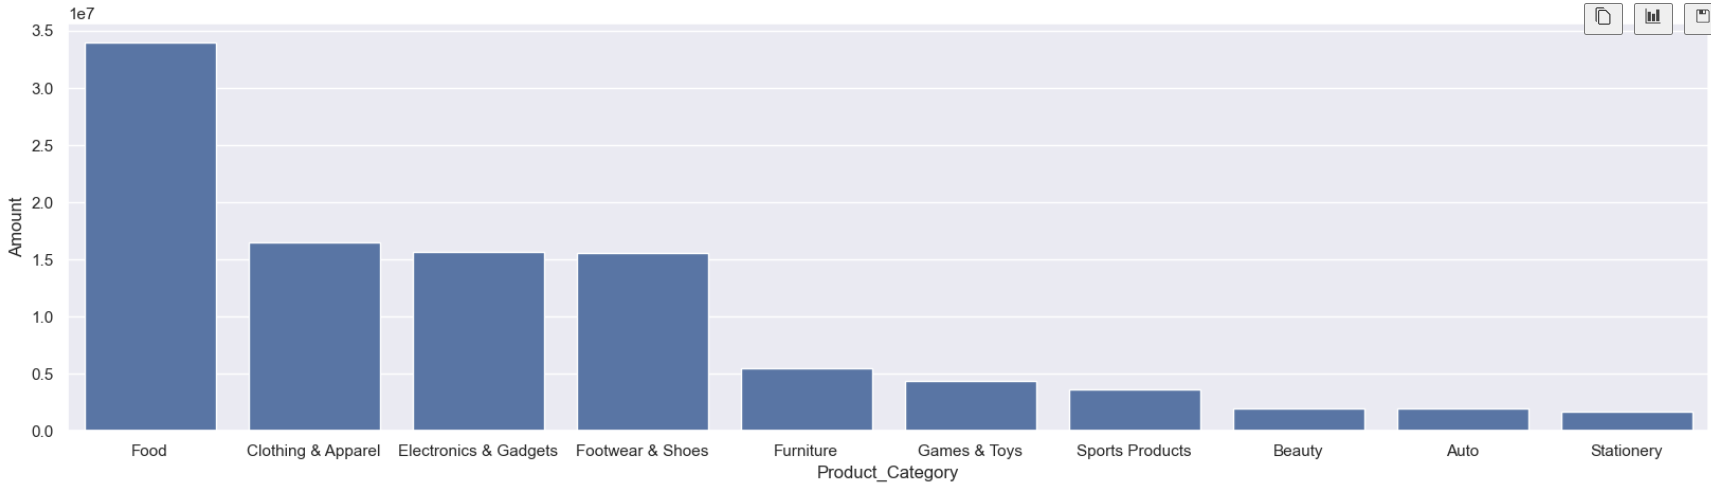 1e7
3.5
3.0
2.5
2.0
1.5
1.0
0.5
0.0
Amount
Food Clothing & Apparel Electronics & Gadgets Footwear & Shoes Furniture Games & Toys Sports Products Beauty Auto Stationery
Product_Category